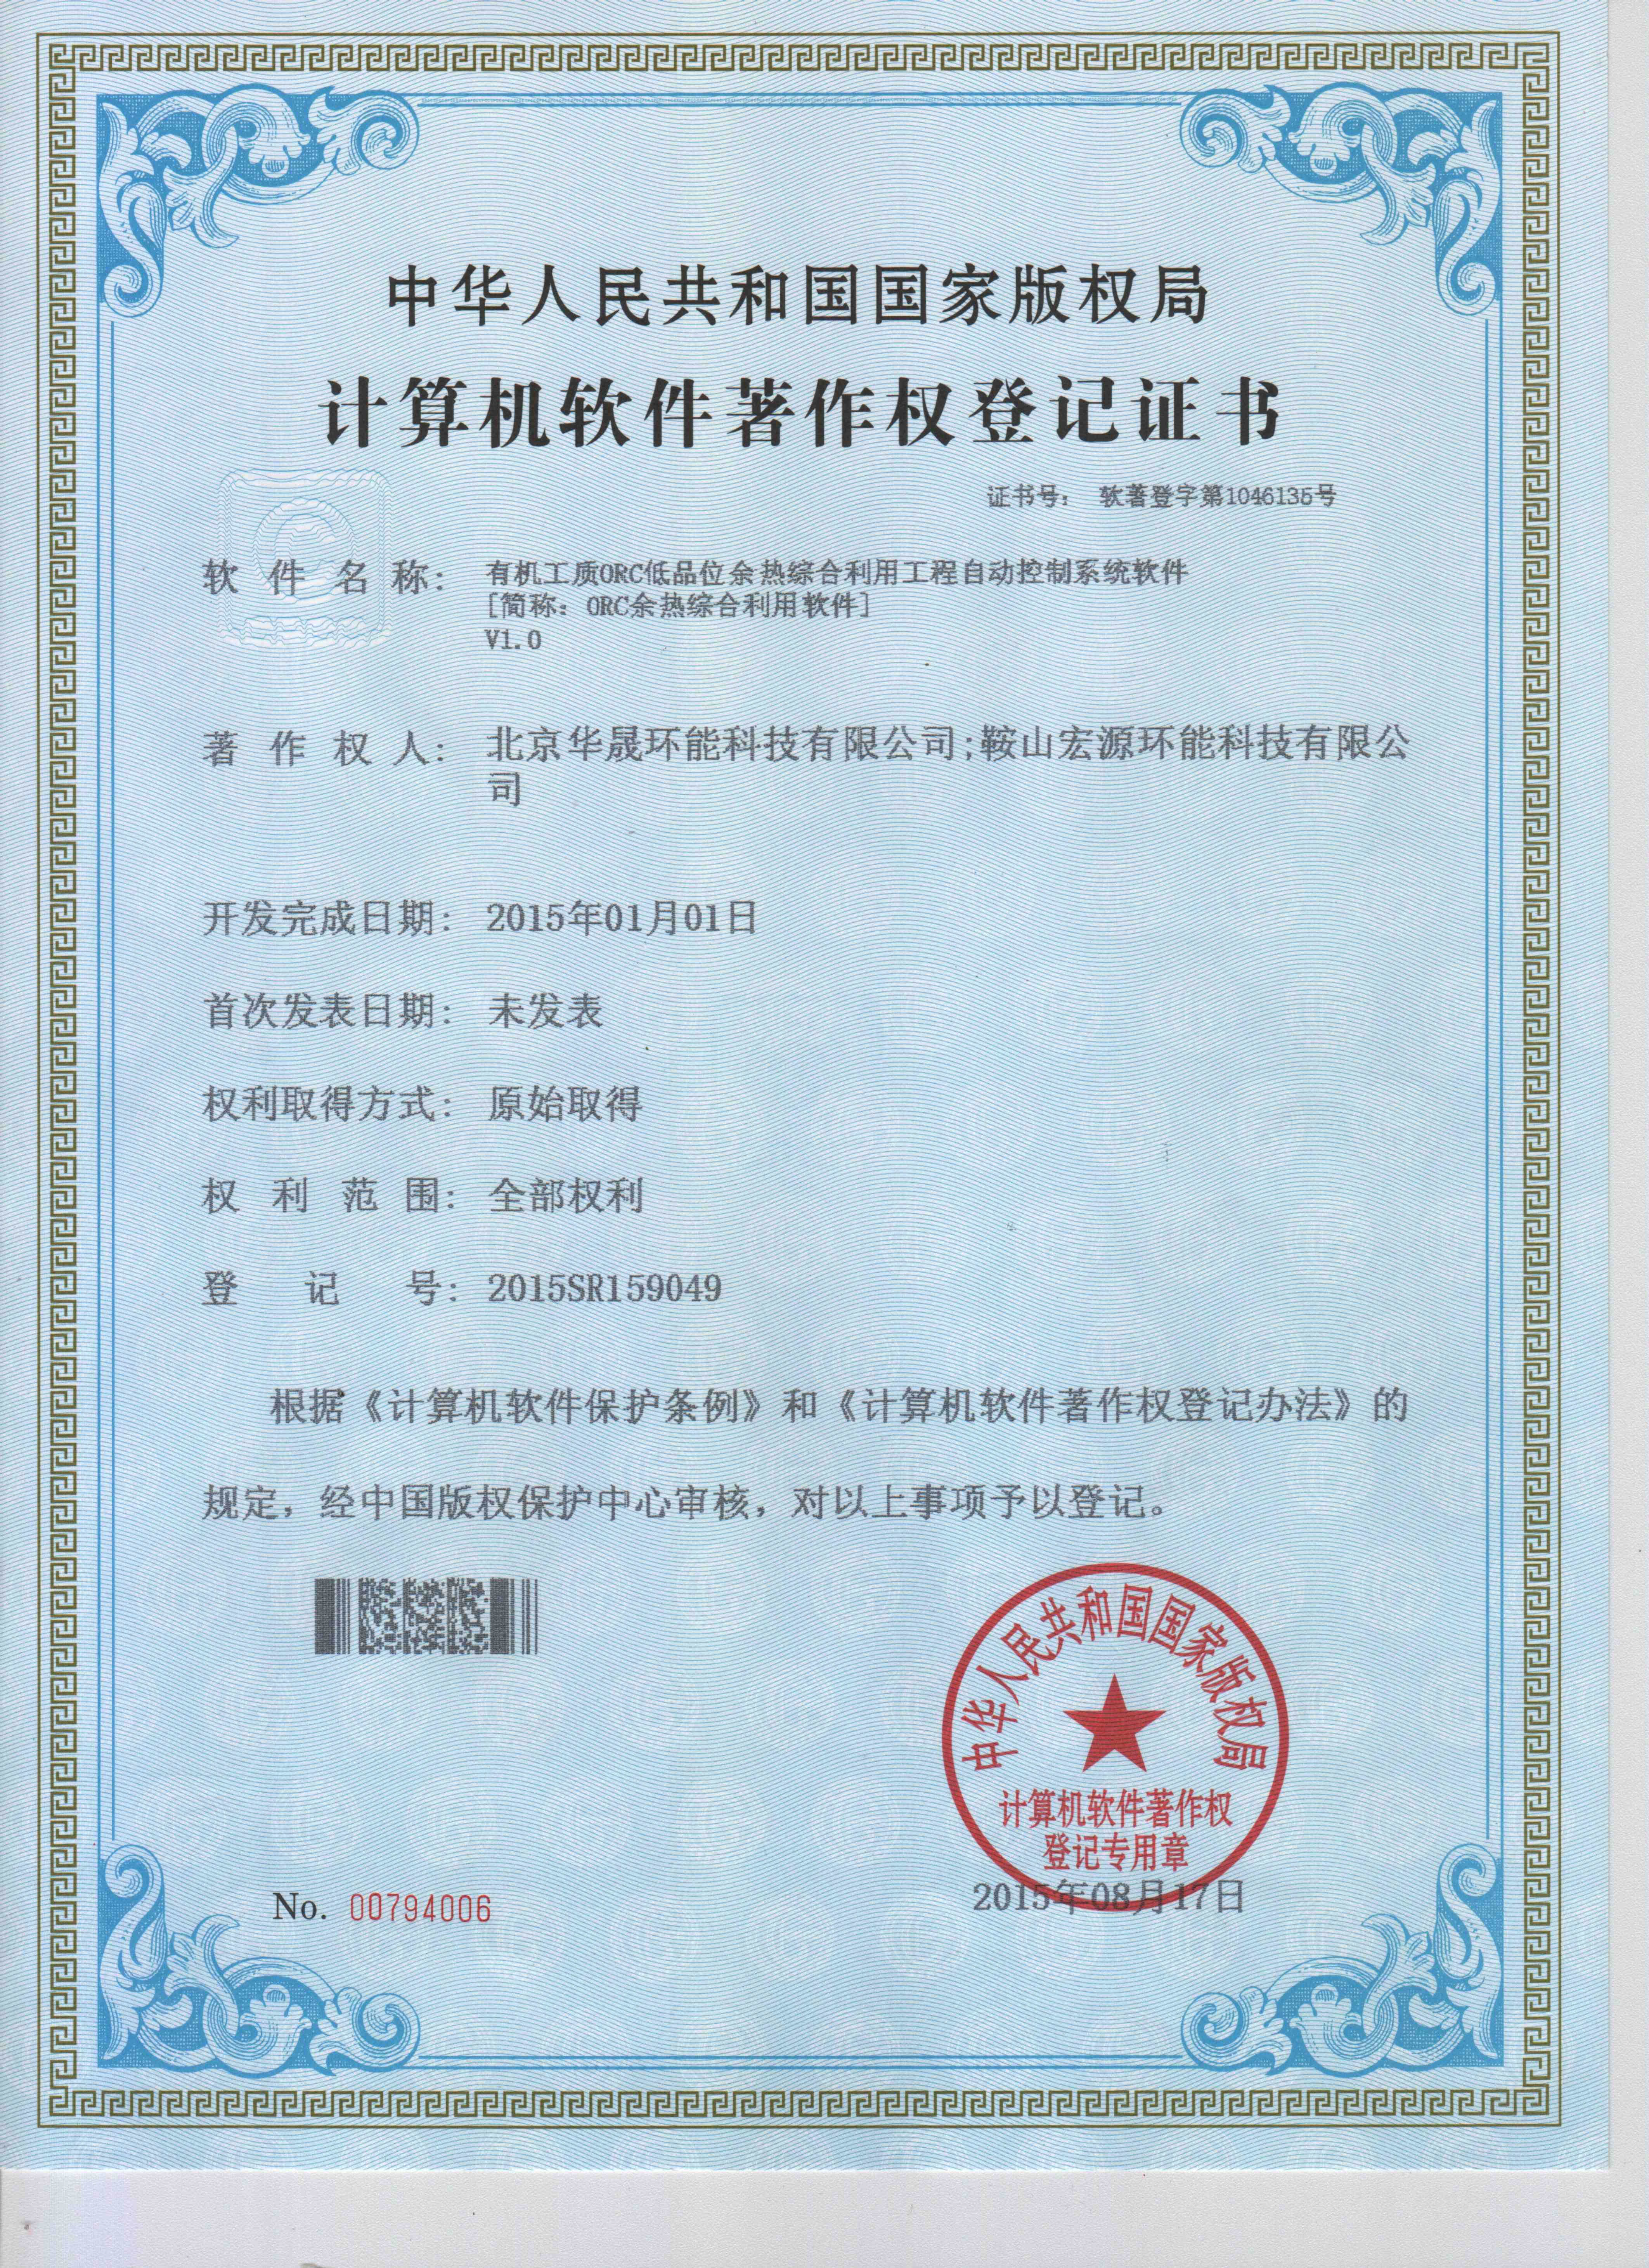 中华人民共和国国家版权局
计算机软件著作权登记证书
证书号： 软著登字第1046135号
软件名称： 有机工质ORC低品位余热综合利用工程自动控制系统软件
[简称：ORC余热综合利用软件]
V1.0
著作权人： 北京华晟环能科技有限公司;鞍山宏源环能科技有限公
司
开发完成日期： 2015年01月01日
首次发表日期： 未发表
权利取得方式： 原始取得
权利范围： 全部权利
登记号： 2015SR159049
根据《计算机软件保护条例》和《计算机软件著作权登记办法》的
规定，经中国版权保护中心审核，对以上事项予以登记。
中华人民共和国国家版权局
计算机软件著作权
登记专用章
2015年08月17日
No. 00794006